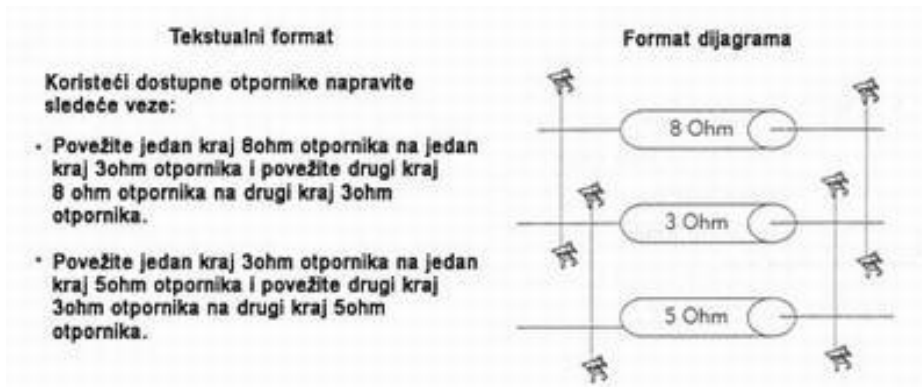 Tekstualni format
Koristeći dostupne otpornike napravite
sledeće veze:
• Povežite jedan kraj 8ohm otpornika na jedan
kraj 3ohm otpornika i povežite drugi kraj
8 ohm otpornika na drugi kraj 3ohm
otpornika.
• Povežite jedan kraj 3ohm otpornika na jedan
kraj 5ohm otpornika i povežite drugi kraj
3ohm otpornika na drugi kraj 5ohm
otpornika.
Format dijagrama
8 Ohm
3 Ohm
5 Ohm